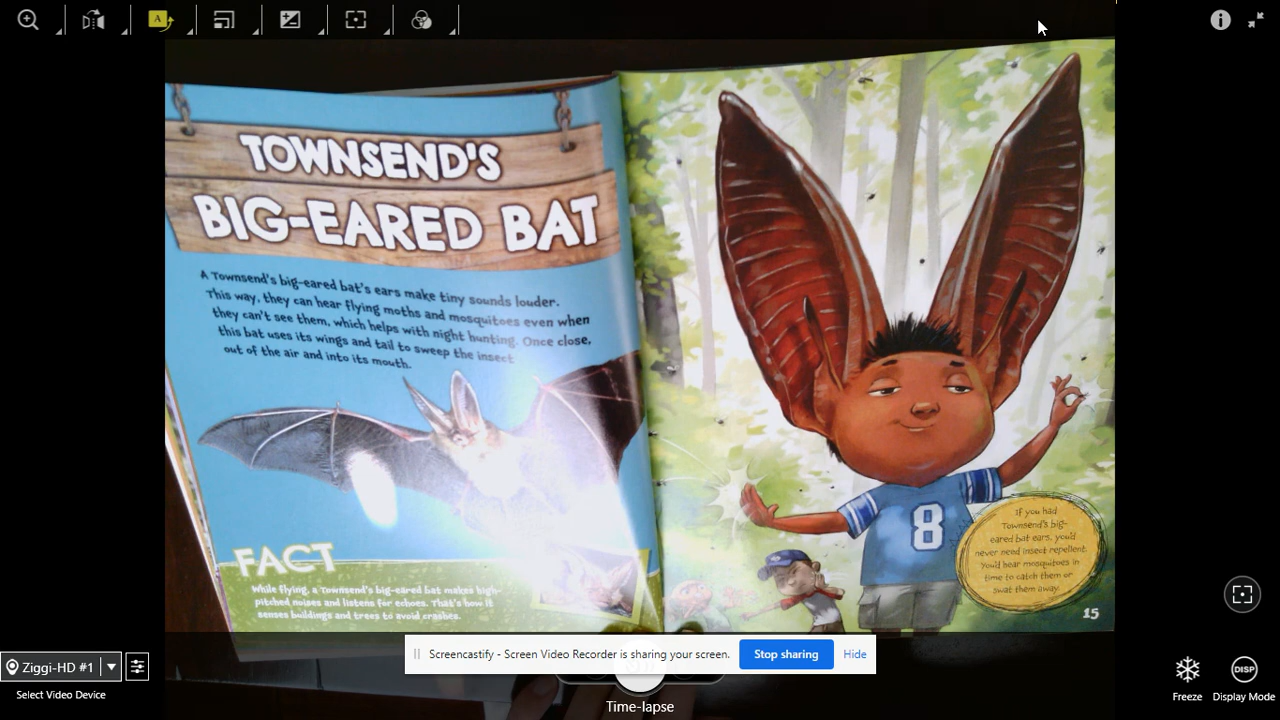 TOWNSEND'S
BIG-EARED BAT
A Townsend's big-eared bat's ears make tiny sounds louder.
This way, they can hear flying moths and mosquitoes even when
they can't see them, which helps with night hunting. Once close,
this bat uses its wings and tail to sweep the insect
out of the air and into its mouth.
FACT
While flying, a Townsend's big-eared bat makes high-
pitched noises and listens for echoes. That's how it
senses buildings and trees to avoid crashes.
8
If you had
Townsend's big-
eared bat ears, you'd
never need insect repellent.
You'd hear mosquitoes in
time to catch them or
swat them away.
15
A
Screencastify - Screen Video Recorder is sharing your screen.
Stop sharing
Hide
Ziggi-HD #1
Select Video Device
Time-lapse
Freeze
DISP
Display Mode